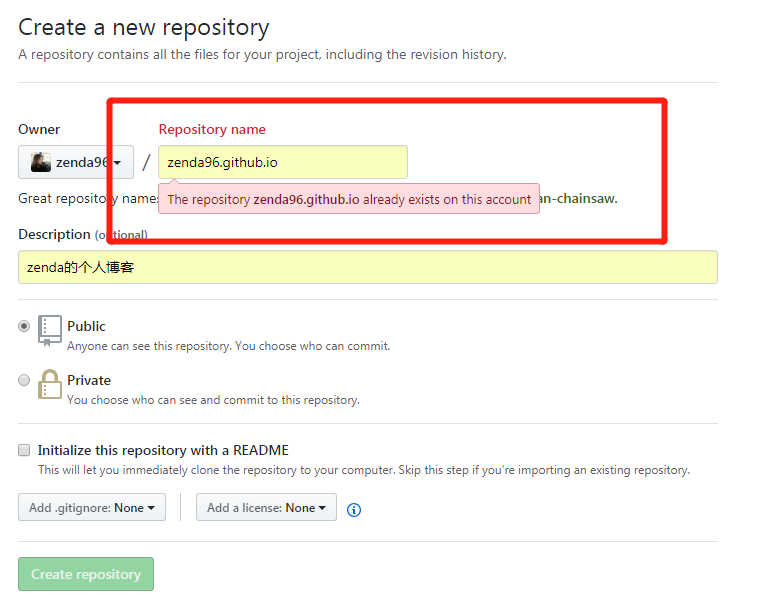 Create a new repository
A repository contains all the files for your project, including the revision history.
Owner
Repository name
zenda96 / zenda96.github.io
Great repository names
The repository zenda96.github.io already exists on this account
an-chainsaw.
Description (optional)
zenda的个人博客
Public
Anyone can see this repository. You choose who can commit.
Private
You choose who can see and commit to this repository.
Initialize this repository with a README
This will let you immediately clone the repository to your computer. Skip this step if you’re importing an existing repository.
Add .gitignore: None
Add a license: None
Create repository